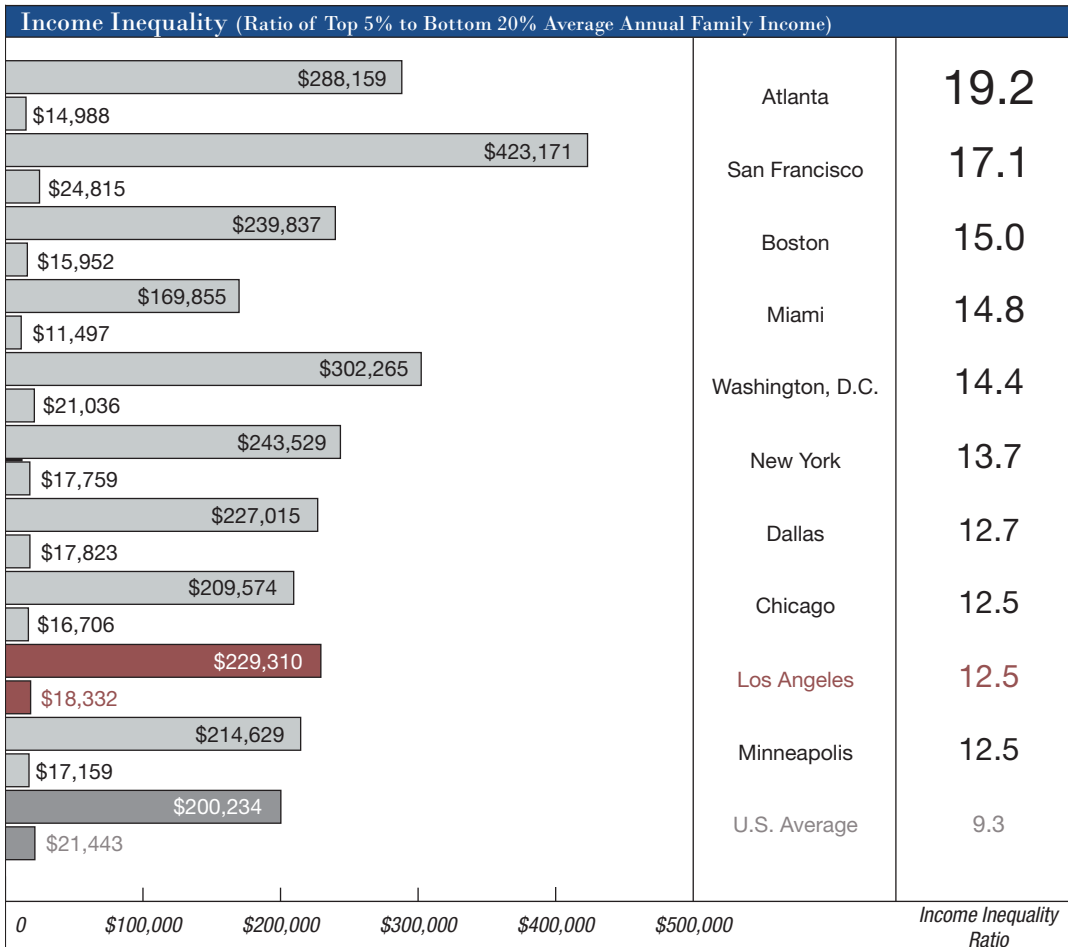 Income Inequality (Ratio of Top 5% to Bottom 20% Average Annual Family Income)
$288,159
$14,988
Atlanta
19.2
$423,171
$24,815
San Francisco
17.1
$239,837
$15,952
Boston
15.0
$169,855
$11,497
Miami
14.8
$302,265
$21,036
Washington, D.C.
14.4
$243,529
$17,759
New York
13.7
$227,015
$17,823
Dallas
12.7
$209,574
$16,706
Chicago
12.5
$229,310
$18,332
Los Angeles
12.5
$214,629
$17,159
Minneapolis
12.5
$200,234
$21,443
U.S. Average
9.3
0 $100,000 $200,000 $300,000 $400,000 $500,000
Income Inequality
Ratio